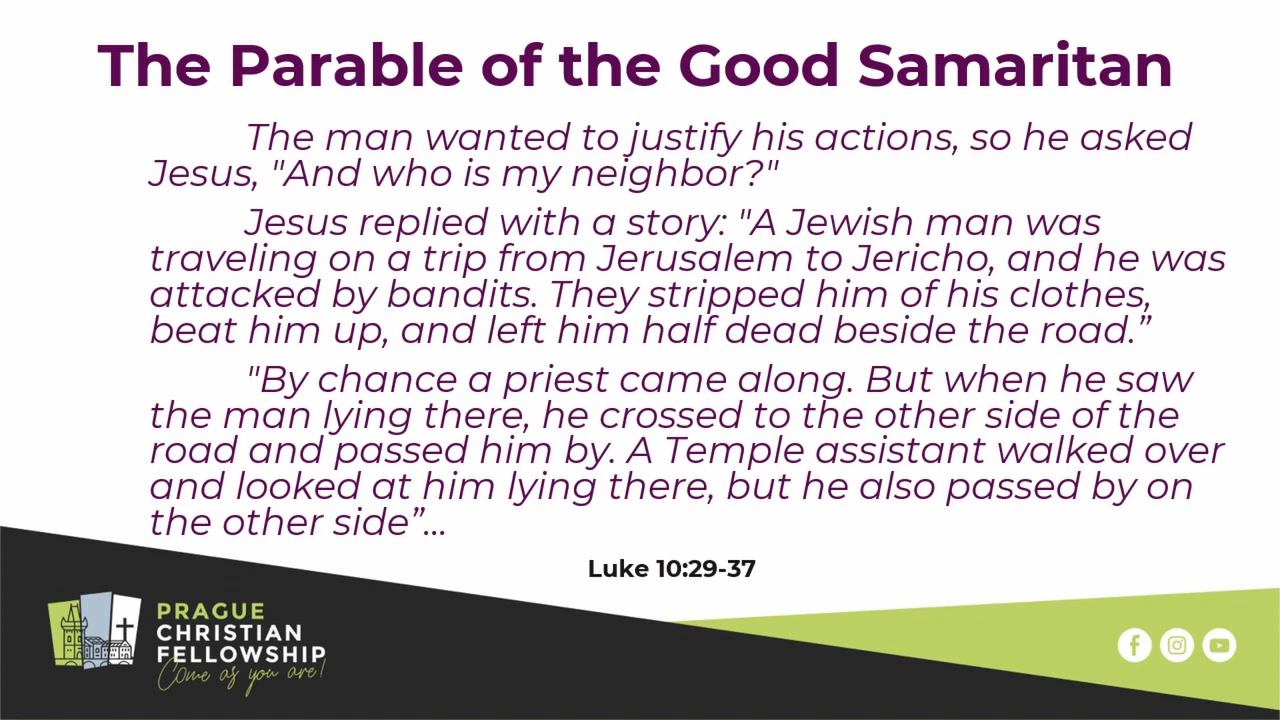 The Parable of the Good Samaritan
The man wanted to justify his actions, so he asked
Jesus, "And who is my neighbor?"
Jesus replied with a story: "A Jewish man was
traveling on a trip from Jerusalem to Jericho, and he was
attacked by bandits. They stripped him of his clothes,
beat him up, and left him half dead beside the road.”
"By chance a priest came along. But when he saw
the man lying there, he crossed to the other side of the
road and passed him by. A Temple assistant walked over
and looked at him lying there, but he also passed by on
the other side”...
Luke 10:29-37
PRAGUE
CHRISTIAN
FELLOWSHIP
Come as you are!